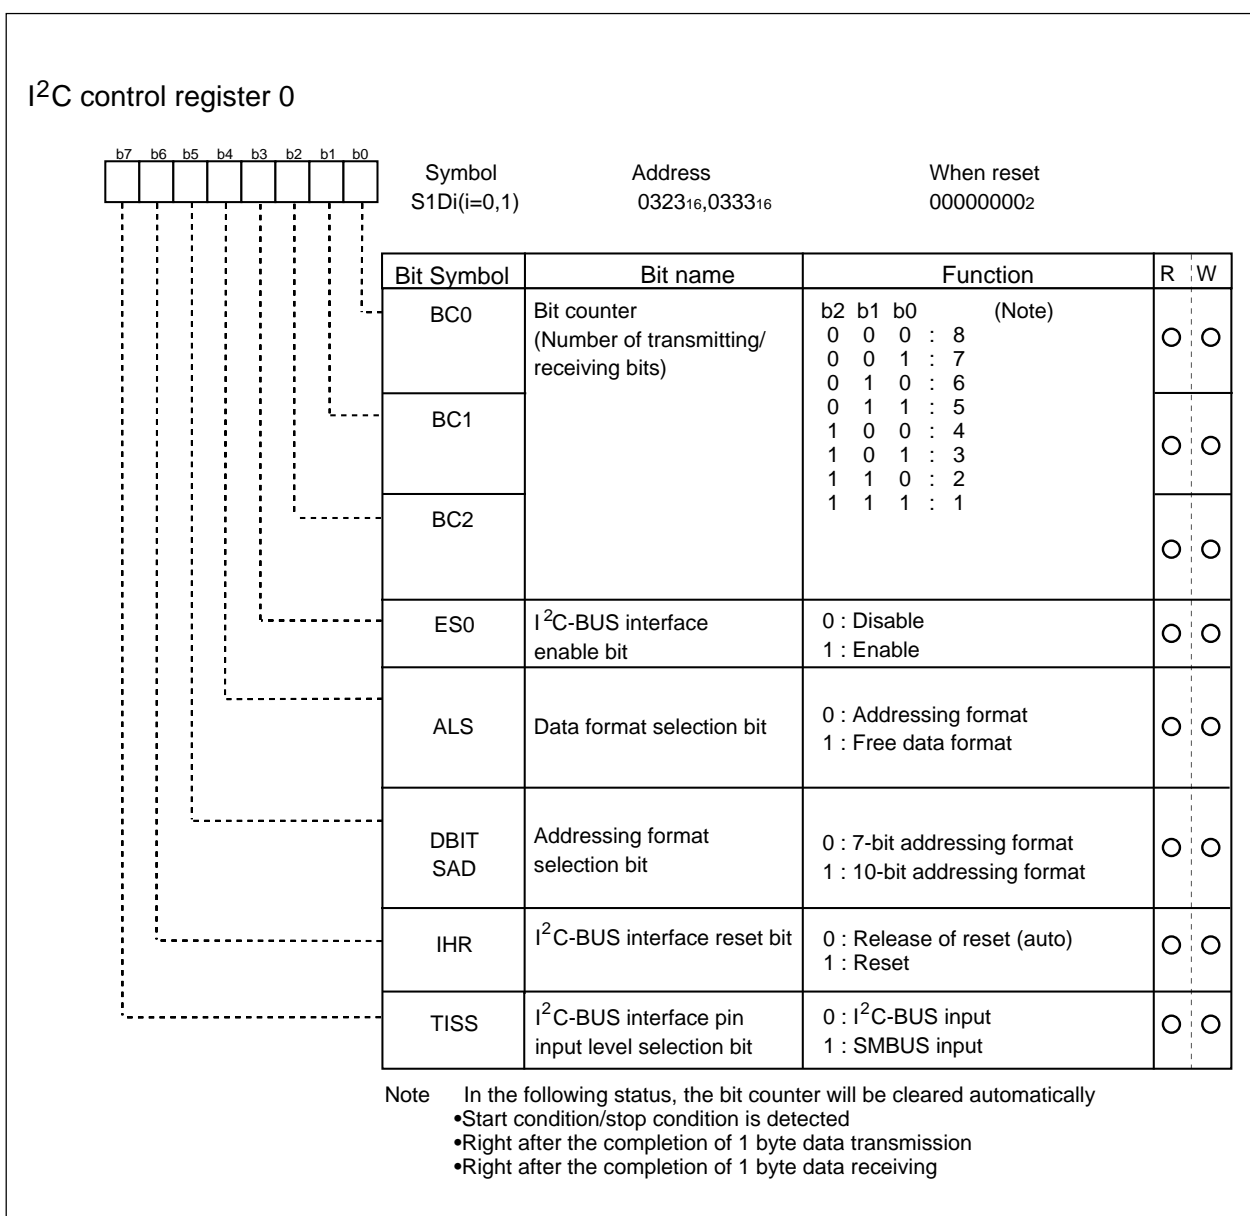 I²C control register 0
b7 b6 b5 b4 b3 b2 b1 b0
Symbol Address When reset
S1Di(i=0,1) 0323₁₆,0333₁₆ 00000000₂
Bit Symbol Bit name Function R W
BC0 Bit counter b2 b1 b0 (Note)
(Number of transmitting/ 0 0 0 : 8
receiving bits) 0 0 1 : 7
0 1 0 : 6
0 1 1 : 5
BC1 1 0 0 : 4
1 0 1 : 3
1 1 0 : 2
1 1 1 : 1
BC2
ES0 I²C-BUS interface 0 : Disable
enable bit 1 : Enable
ALS Data format selection bit 0 : Addressing format
1 : Free data format
DBIT Addressing format 0 : 7-bit addressing format
SAD selection bit 1 : 10-bit addressing format
IHR I²C-BUS interface reset bit 0 : Release of reset (auto)
1 : Reset
TISS I²C-BUS interface pin 0 : I²C-BUS input
input level selection bit 1 : SMBUS input
Note In the following status, the bit counter will be cleared automatically
•Start condition/stop condition is detected
•Right after the completion of 1 byte data transmission
•Right after the completion of 1 byte data receiving